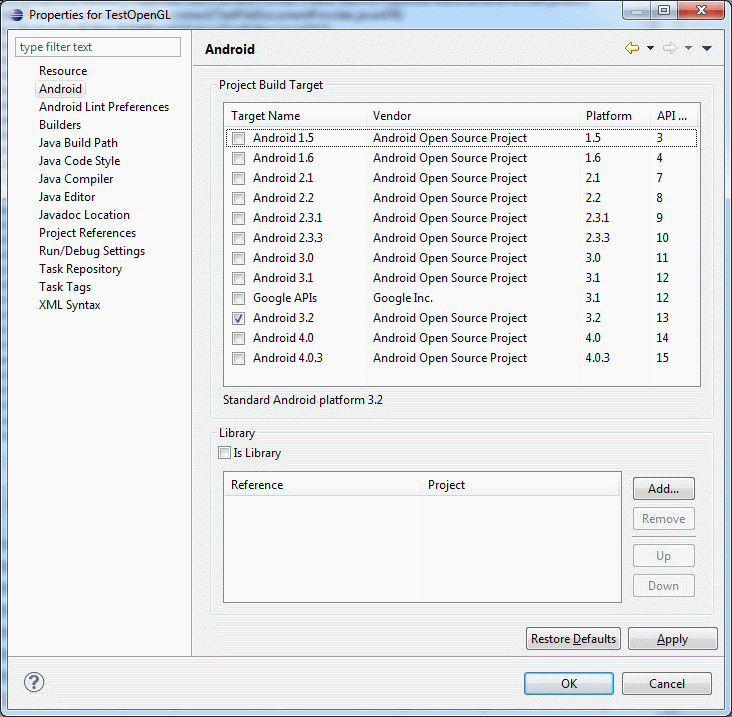 Properties for TestOpenGL
type filter text
Resource
Android
Android Lint Preferences
Builders
Java Build Path
Java Code Style
Java Compiler
Java Editor
Javadoc Location
Project References
Run/Debug Settings
Task Repository
Task Tags
XML Syntax
Android
Project Build Target
Target Name Vendor Platform API ...
Android 1.5 Android Open Source Project 1.5 3
Android 1.6 Android Open Source Project 1.6 4
Android 2.1 Android Open Source Project 2.1 7
Android 2.2 Android Open Source Project 2.2 8
Android 2.3.1 Android Open Source Project 2.3.1 9
Android 2.3.3 Android Open Source Project 2.3.3 10
Android 3.0 Android Open Source Project 3.0 11
Android 3.1 Android Open Source Project 3.1 12
Google APIs Google Inc. 3.1 12
Android 3.2 Android Open Source Project 3.2 13
Android 4.0 Android Open Source Project 4.0 14
Android 4.0.3 Android Open Source Project 4.0.3 15
Standard Android platform 3.2
Library
Is Library
Reference Project
Add...
Remove
Up
Down
Restore Defaults Apply
? OK Cancel